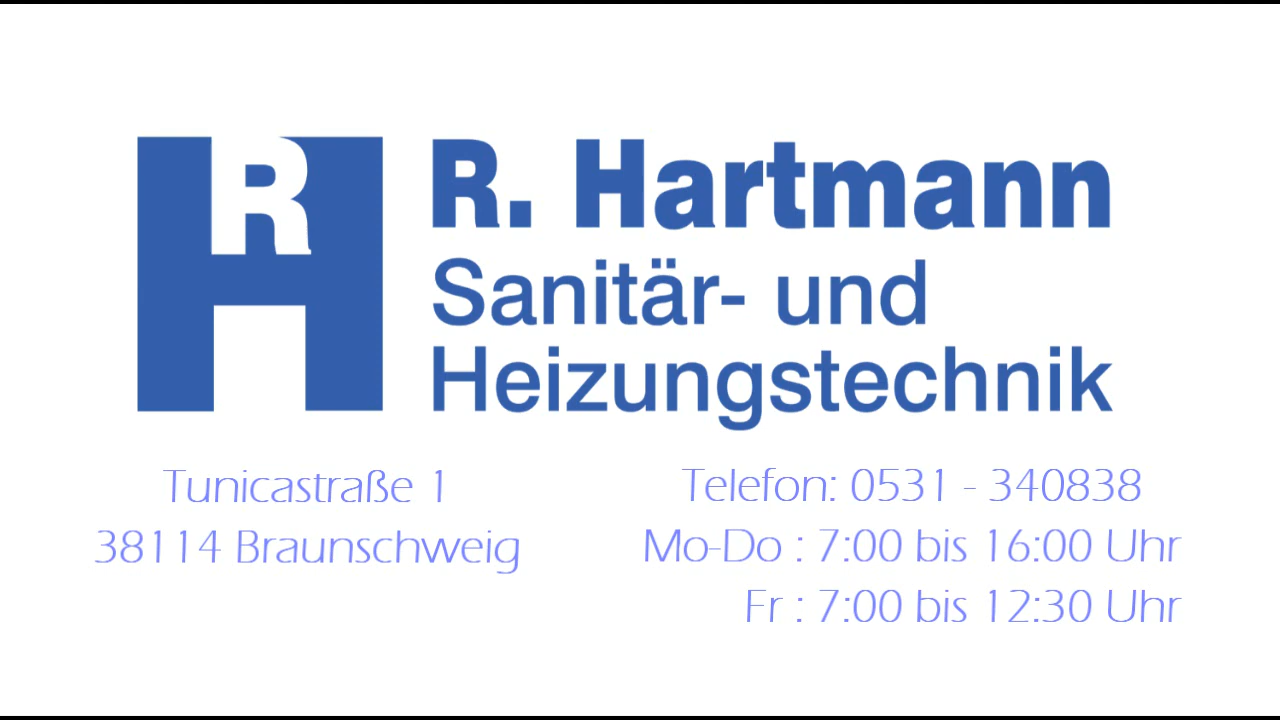 RH
R. Hartmann
Sanitär- und
Heizungstechnik
Tunicastraße 1
38114 Braunschweig
Telefon: 0531 - 340838
Mo-Do : 7:00 bis 16:00 Uhr
Fr : 7:00 bis 12:30 Uhr